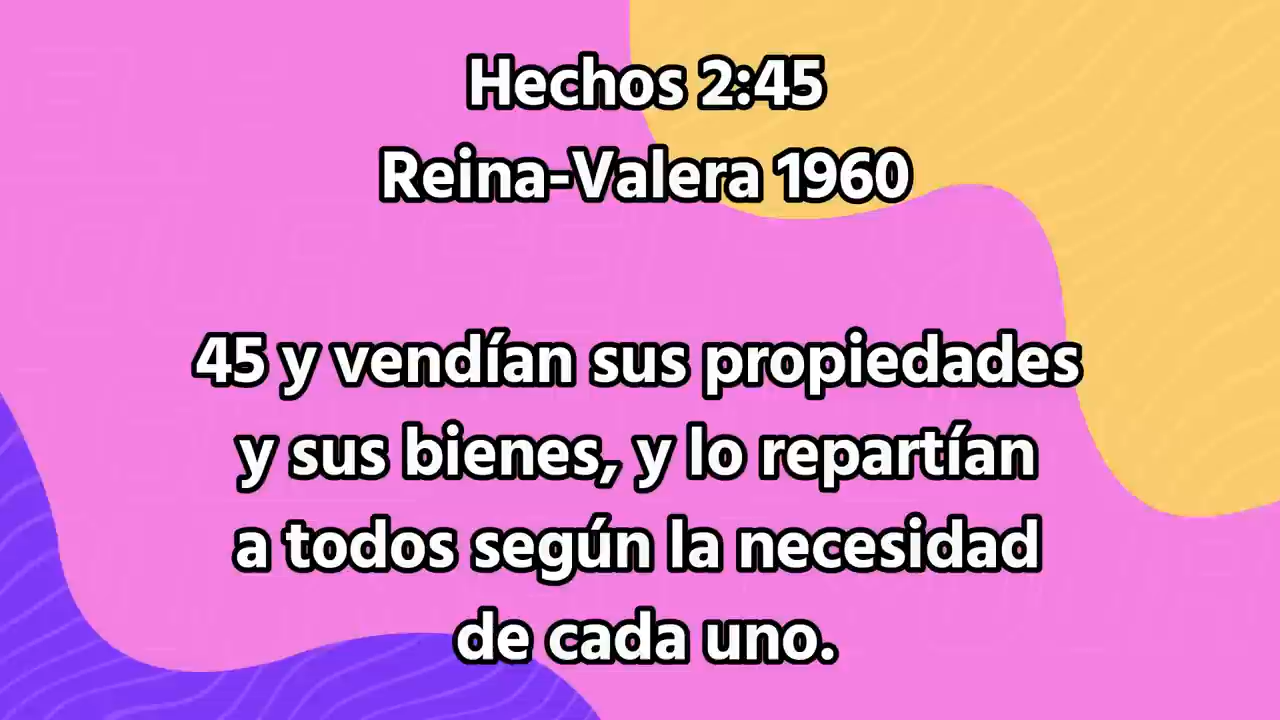 Hechos 2:45
Reina-Valera 1960
45 y vendían sus propiedades
y sus bienes, y lo repartían
a todos según la necesidad
de cada uno.